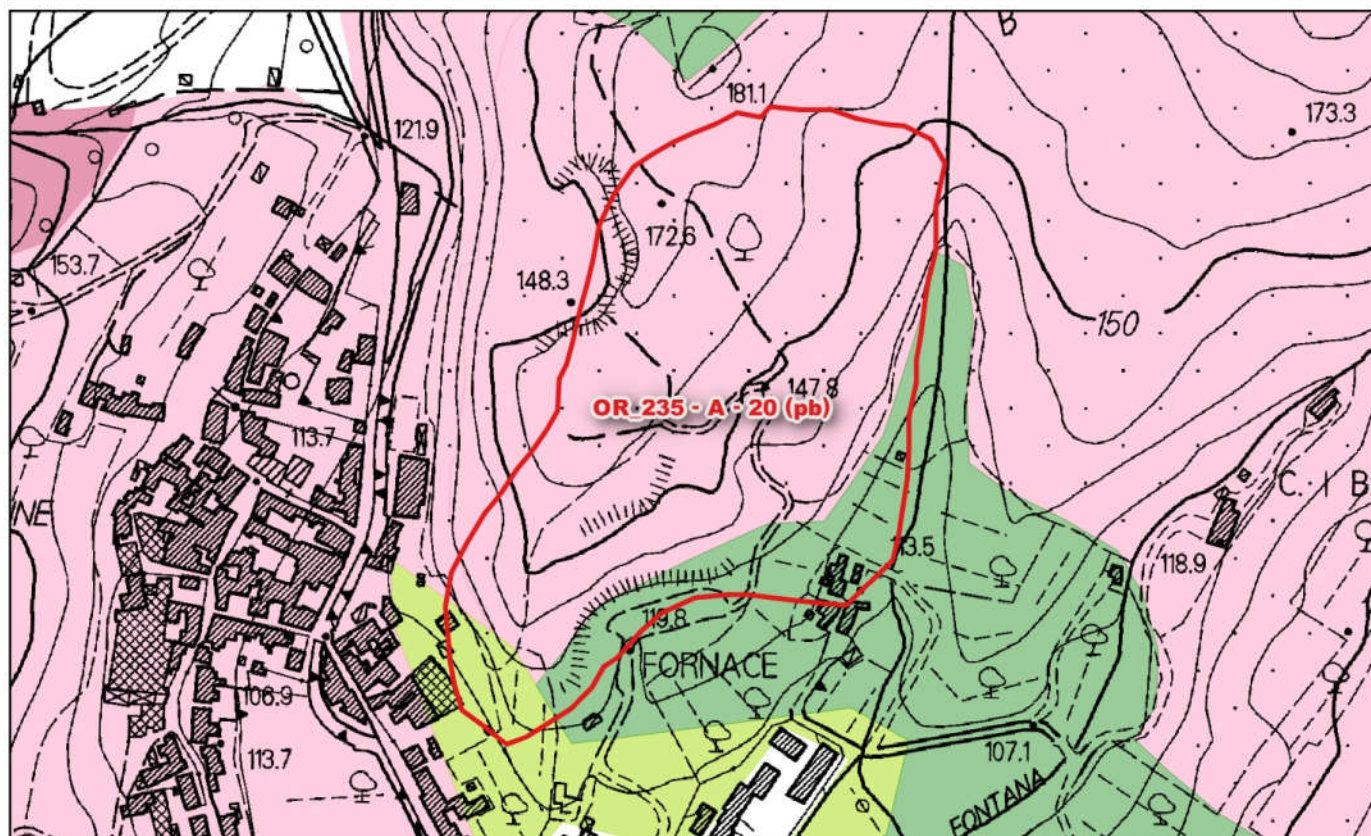 B
181.1
173.3
121.9
172.6
153.7
148.3
150
147.8
OR_235 - A - 20 (pb)
113.7
C. I B
NE
13.5
118.9
119.8
FORNACE
106.9
107.1
113.7
FONTANA